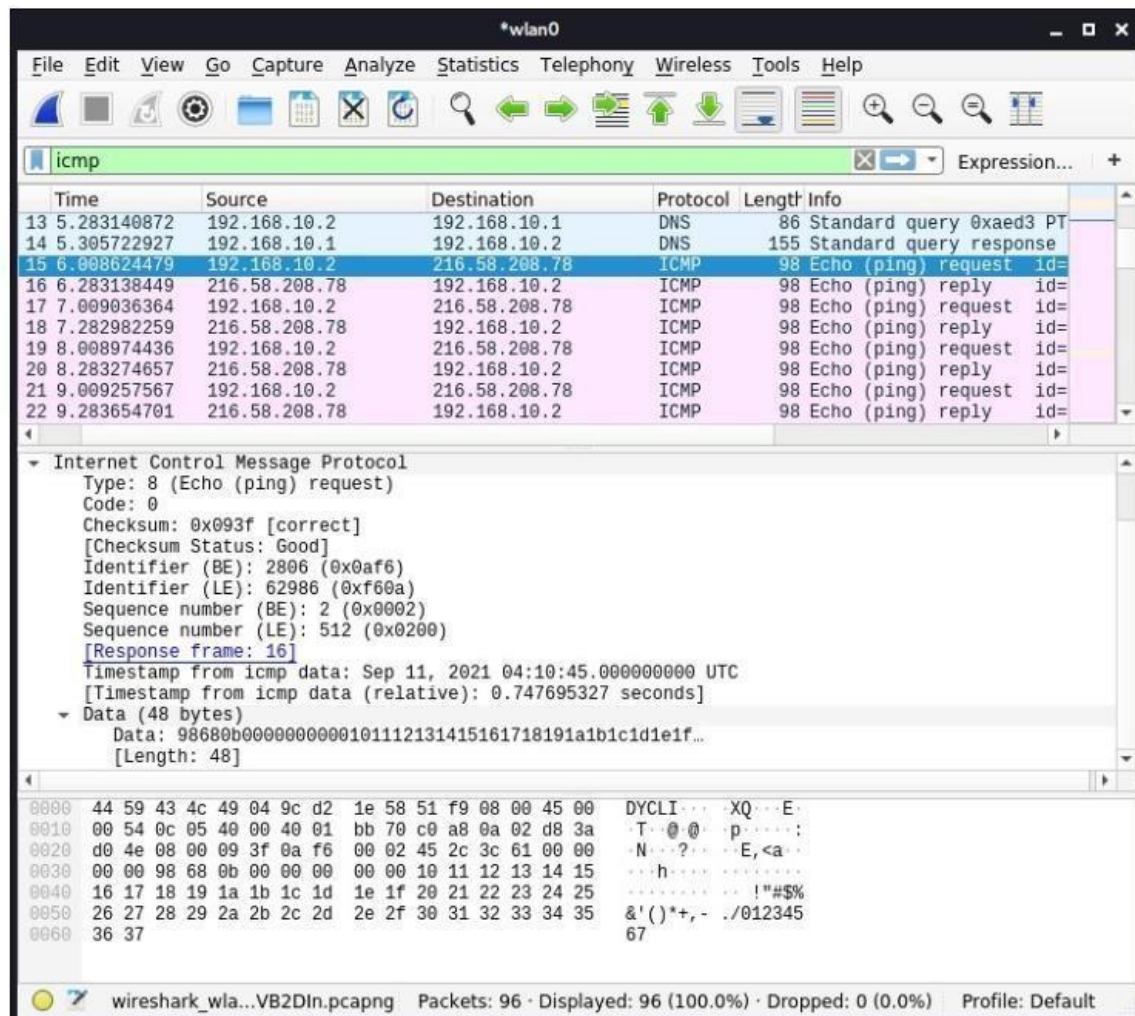 *wlan0
File Edit View Go Capture Analyze Statistics Telephony Wireless Tools Help
icmp Expression... +
Time Source Destination Protocol Length Info
13 5.283140872 192.168.10.2 192.168.10.1 DNS 86 Standard query 0xaed3 PT
14 5.305722927 192.168.10.1 192.168.10.2 DNS 155 Standard query response
15 6.008624479 192.168.10.2 216.58.208.78 ICMP 98 Echo (ping) request id=
16 6.283138449 216.58.208.78 192.168.10.2 ICMP 98 Echo (ping) reply id=
17 7.009036364 192.168.10.2 216.58.208.78 ICMP 98 Echo (ping) request id=
18 7.282982259 216.58.208.78 192.168.10.2 ICMP 98 Echo (ping) reply id=
19 8.008974436 192.168.10.2 216.58.208.78 ICMP 98 Echo (ping) request id=
20 8.283274657 216.58.208.78 192.168.10.2 ICMP 98 Echo (ping) reply id=
21 9.009257567 192.168.10.2 216.58.208.78 ICMP 98 Echo (ping) request id=
22 9.283654701 216.58.208.78 192.168.10.2 ICMP 98 Echo (ping) reply id=
Internet Control Message Protocol
Type: 8 (Echo (ping) request)
Code: 0
Checksum: 0x093f [correct]
[Checksum Status: Good]
Identifier (BE): 2806 (0x0af6)
Identifier (LE): 62986 (0xf60a)
Sequence number (BE): 2 (0x0002)
Sequence number (LE): 512 (0x0200)
[Response frame: 16]
Timestamp from icmp data: Sep 11, 2021 04:10:45.000000000 UTC
[Timestamp from icmp data (relative): 0.747695327 seconds]
Data (48 bytes)
Data: 98680b0000000000101112131415161718191a1b1c1d1e1f…
[Length: 48]
0000 44 59 43 4c 49 04 9c d2 1e 58 51 f9 08 00 45 00 DYCLI··· ·XQ···E·
0010 00 54 0c 05 40 00 40 01 bb 70 c0 a8 0a 02 d8 3a ·T··@·@· ·p·····:
0020 d0 4e 08 00 09 3f 0a f6 00 02 45 2c 3c 61 00 00 ·N···?·· ··E,<a··
0030 00 00 98 68 0b 00 00 00 00 00 10 11 12 13 14 15 ···h···· ········
0040 16 17 18 19 1a 1b 1c 1d 1e 1f 20 21 22 23 24 25 ········ ·· !"#$%
0050 26 27 28 29 2a 2b 2c 2d 2e 2f 30 31 32 33 34 35 &'()*+,- ./012345
0060 36 37 67
wireshark_wla...VB2DIn.pcapng Packets: 96 · Displayed: 96 (100.0%) · Dropped: 0 (0.0%) Profile: Default